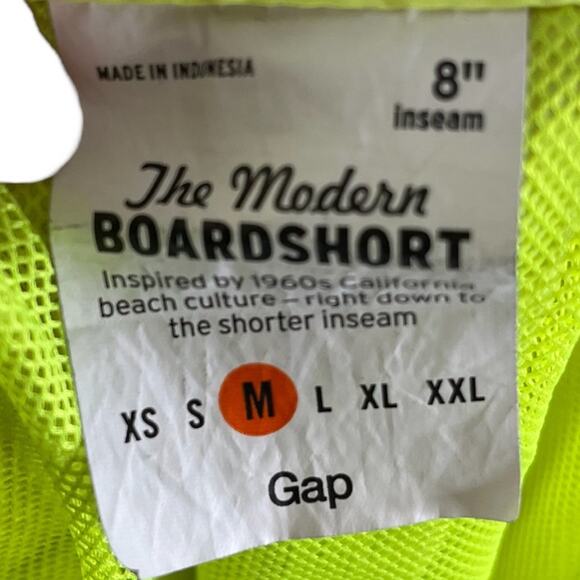 MADE IN INDONESIA
8"
inseam
The Modern
BOARDSHORT
Inspired by 1960s California
beach culture — right down to
the shorter inseam
XS S M L XL XXL
Gap